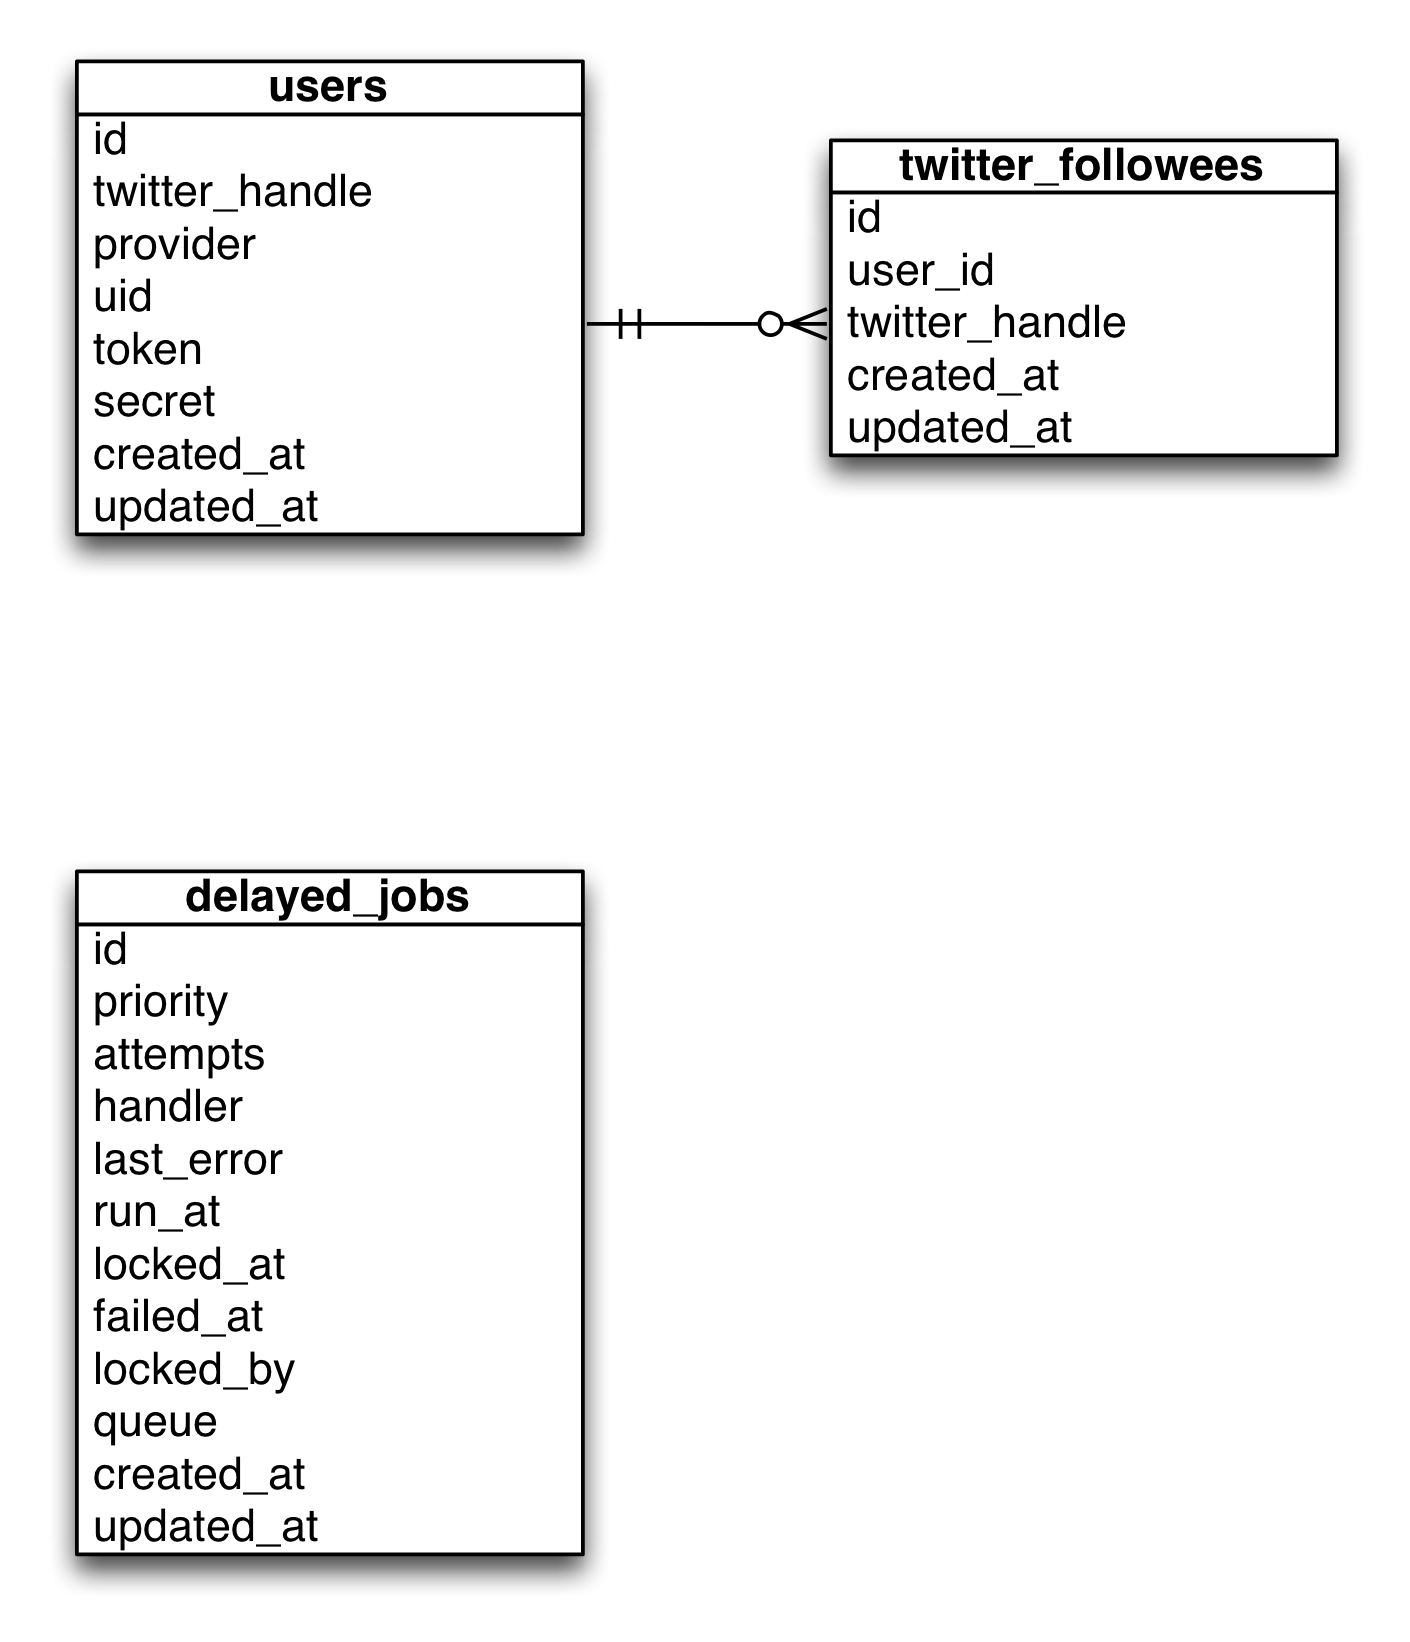 users
id
twitter_handle
provider
uid
token
secret
created_at
updated_at
twitter_followees
id
user_id
twitter_handle
created_at
updated_at
delayed_jobs
id
priority
attempts
handler
last_error
run_at
locked_at
failed_at
locked_by
queue
created_at
updated_at